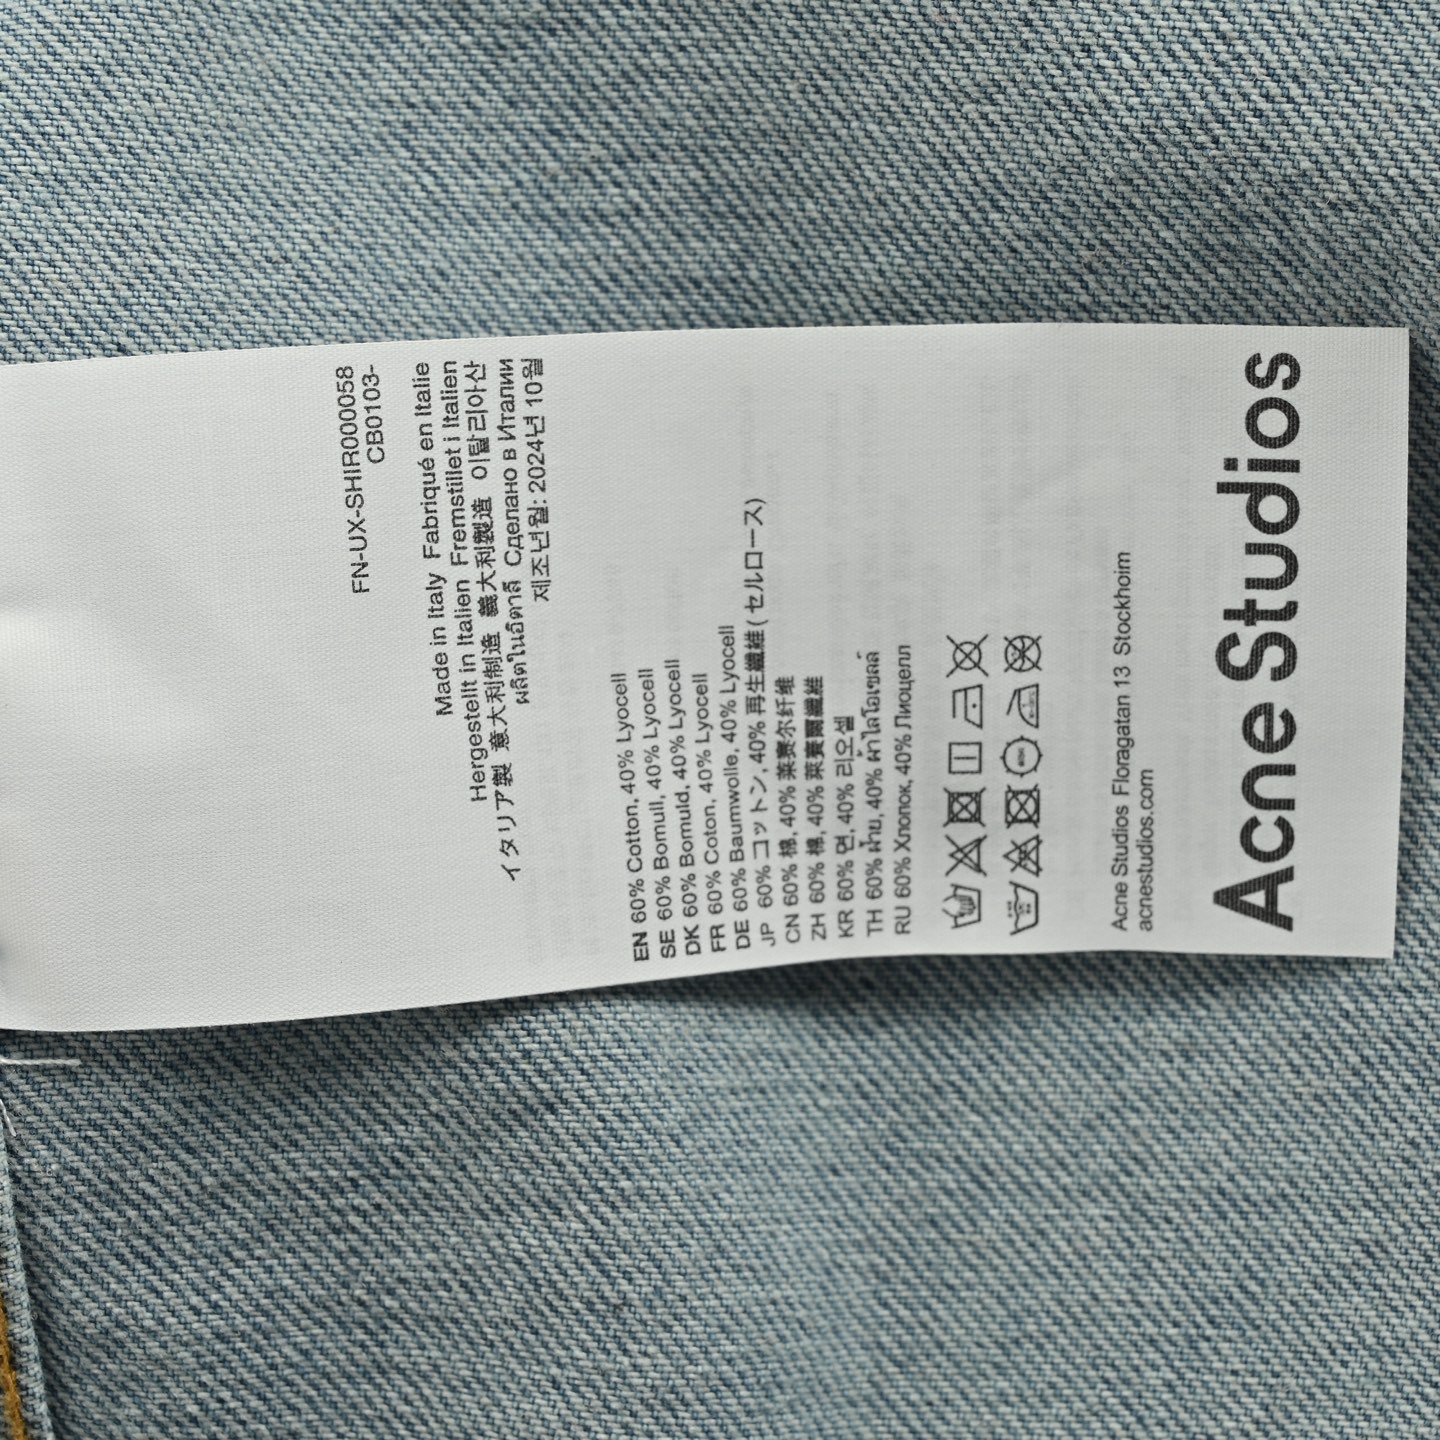 FN-UX-SHIR000058
CB0103-
Made in Italy Fabriqué en Italie
Hergestellt in Italien Fremstillet i Italien
イタリア製 意大利制造 義大利製造 이탈리아산
ผลิตในอิตาลี Сделано в Италии
제조년월: 2024년 10월
EN 60% Cotton, 40% Lyocell
SE 60% Bomull, 40% Lyocell
DK 60% Bomuld, 40% Lyocell
FR 60% Coton, 40% Lyocell
DE 60% Baumwolle, 40% Lyocell
JP 60% コットン, 40% 再生繊維 ( セルロース)
CN 60% 棉, 40% 莱赛尔纤维
ZH 60% 棉, 40% 萊賽爾纖維
KR 60% 면, 40% 리오셀
TH 60% ฝ้าย, 40% ผ้าไลโอเซลล์
RU 60% Хлопок, 40% Лиоцелл
Acne Studios Floragatan 13 Stockholm
acnestudios.com
Acne Studios